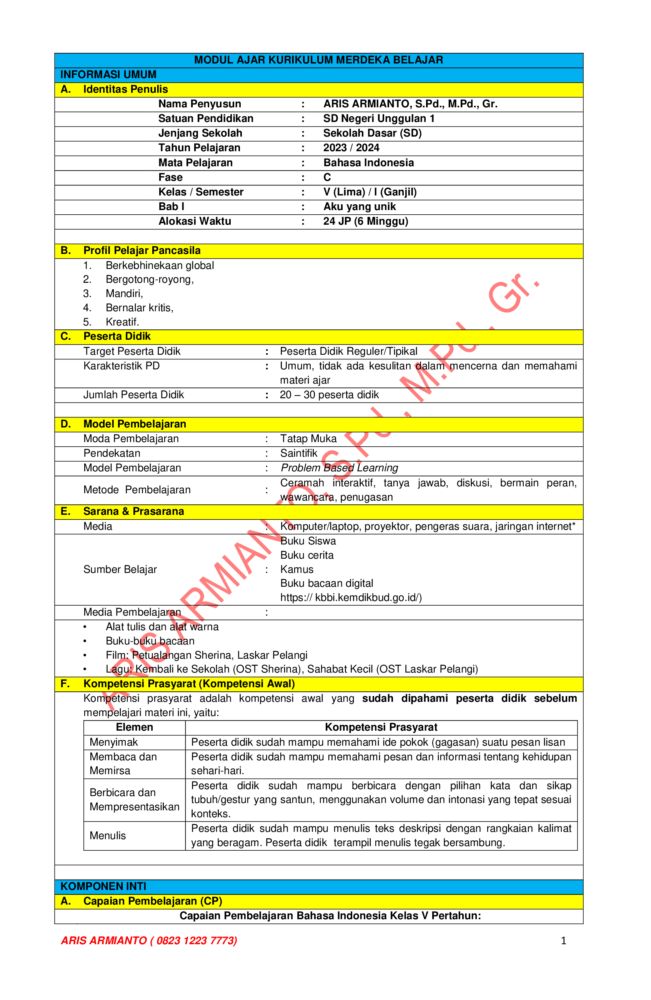 MODUL AJAR KURIKULUM MERDEKA BELAJAR
INFORMASI UMUM
A. Identitas Penulis
Nama Penyusun : ARIS ARMIANTO, S.Pd., M.Pd., Gr.
Satuan Pendidikan : SD Negeri Unggulan 1
Jenjang Sekolah : Sekolah Dasar (SD)
Tahun Pelajaran : 2023 / 2024
Mata Pelajaran : Bahasa Indonesia
Fase : C
Kelas / Semester : V (Lima) / I (Ganjil)
Bab I : Aku yang unik
Alokasi Waktu : 24 JP (6 Minggu)
B. Profil Pelajar Pancasila
1. Berkebhinekaan global
2. Bergotong-royong,
3. Mandiri,
4. Bernalar kritis,
5. Kreatif.
C. Peserta Didik
Target Peserta Didik : Peserta Didik Reguler/Tipikal
Karakteristik PD : Umum, tidak ada kesulitan dalam mencerna dan memahami
materi ajar
Jumlah Peserta Didik : 20 – 30 peserta didik
D. Model Pembelajaran
Moda Pembelajaran : Tatap Muka
Pendekatan : Saintifik
Model Pembelajaran : Problem Based Learning
Metode Pembelajaran : Ceramah interaktif, tanya jawab, diskusi, bermain peran,
wawancara, penugasan
E. Sarana & Prasarana
Media : Komputer/laptop, proyektor, pengeras suara, jaringan internet*
Sumber Belajar : Buku Siswa
Buku cerita
Kamus
Buku bacaan digital
https:// kbbi.kemdikbud.go.id/)
Media Pembelajaran :
• Alat tulis dan alat warna
• Buku-buku bacaan
• Film: Petualangan Sherina, Laskar Pelangi
• Lagu: Kembali ke Sekolah (OST Sherina), Sahabat Kecil (OST Laskar Pelangi)
F. Kompetensi Prasyarat (Kompetensi Awal)
Kompetensi prasyarat adalah kompetensi awal yang sudah dipahami peserta didik sebelum
mempelajari materi ini, yaitu:
Elemen Kompetensi Prasyarat
Menyimak Peserta didik sudah mampu memahami ide pokok (gagasan) suatu pesan lisan
Membaca dan Memirsa Peserta didik sudah mampu memahami pesan dan informasi tentang kehidupan
sehari-hari.
Berbicara dan Mempresentasikan Peserta didik sudah mampu berbicara dengan pilihan kata dan sikap
tubuh/gestur yang santun, menggunakan volume dan intonasi yang tepat sesuai
konteks.
Menulis Peserta didik sudah mampu menulis teks deskripsi dengan rangkaian kalimat
yang beragam. Peserta didik terampil menulis tegak bersambung.
KOMPONEN INTI
A. Capaian Pembelajaran (CP)
Capaian Pembelajaran Bahasa Indonesia Kelas V Pertahun:
ARIS ARMIANTO ( 0823 1223 7773) 1
ARIS ARMIANTO, S.Pd., M.Pd., Gr.